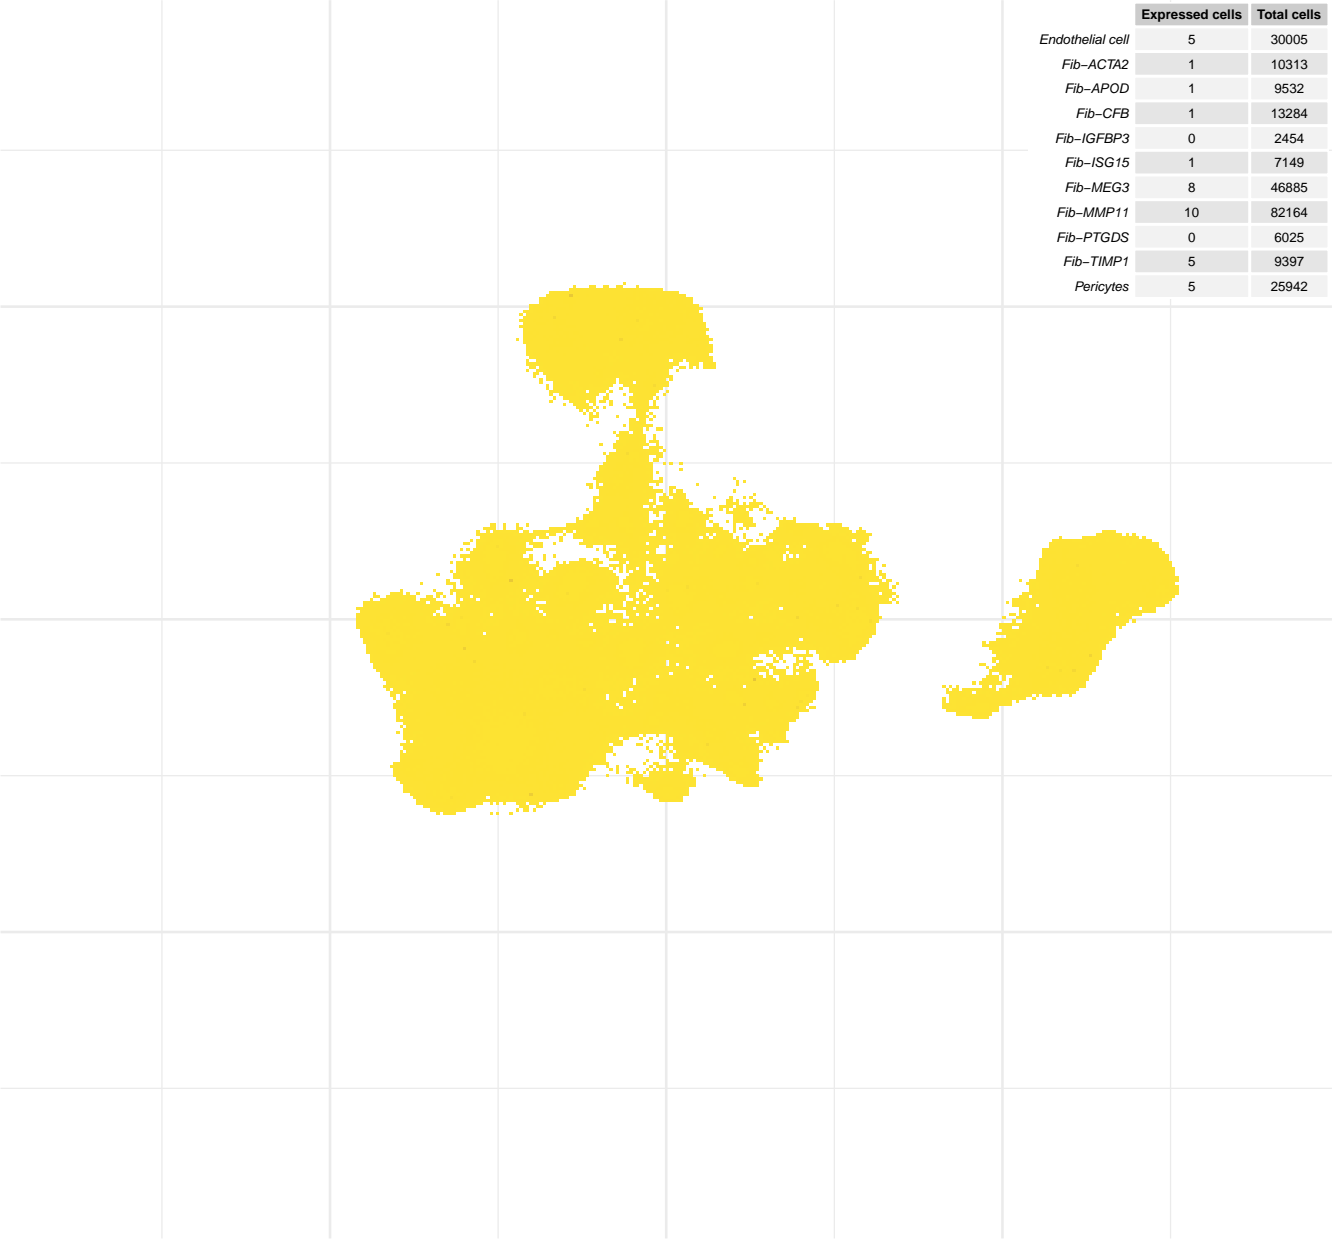 Expressed cells Total cells
Endothelial cell 5 30005
Fib−ACTA2 1 10313
Fib−APOD 1 9532
Fib−CFB 1 13284
Fib−IGFBP3 0 2454
Fib−ISG15 1 7149
Fib−MEG3 8 46885
Fib−MMP11 10 82164
Fib−PTGDS 0 6025
Fib−TIMP1 5 9397
Pericytes 5 25942